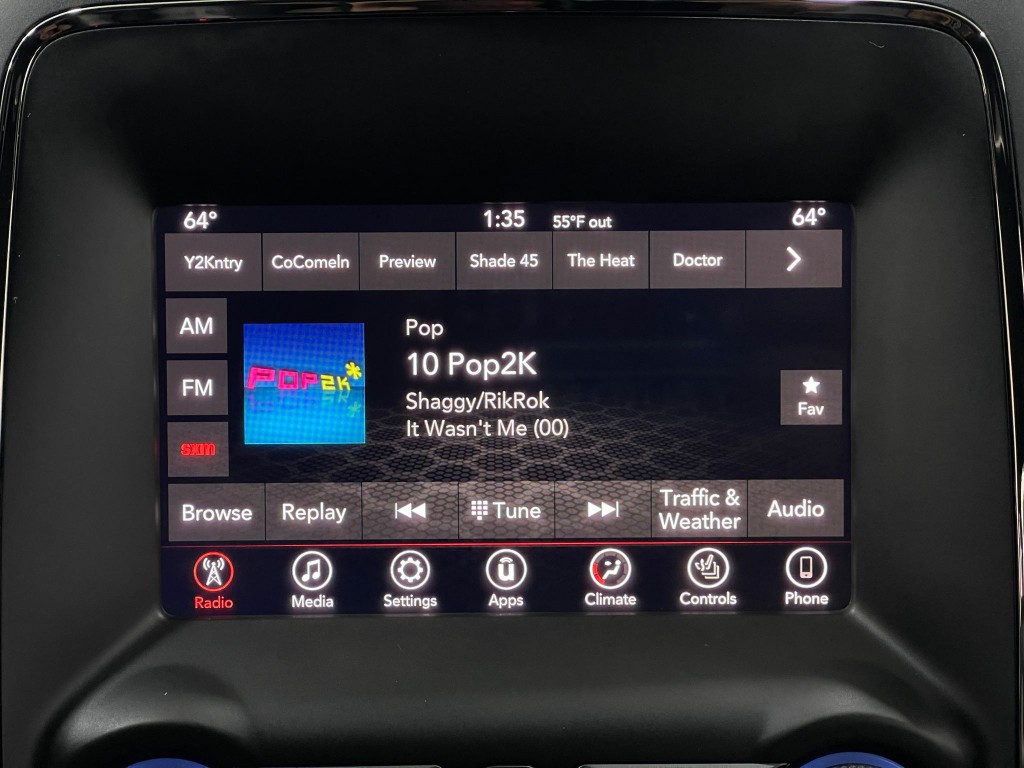 64° 1:35 55°F out 64°
Y2Kntry CoComeln Preview Shade 45 The Heat Doctor
AM
FM
sxm
POP2K*
Pop
10 Pop2K
Shaggy/RikRok
It Wasn't Me (00)
Fav
Browse Replay Tune Traffic & Weather Audio
Radio Media Settings Apps Climate Controls Phone